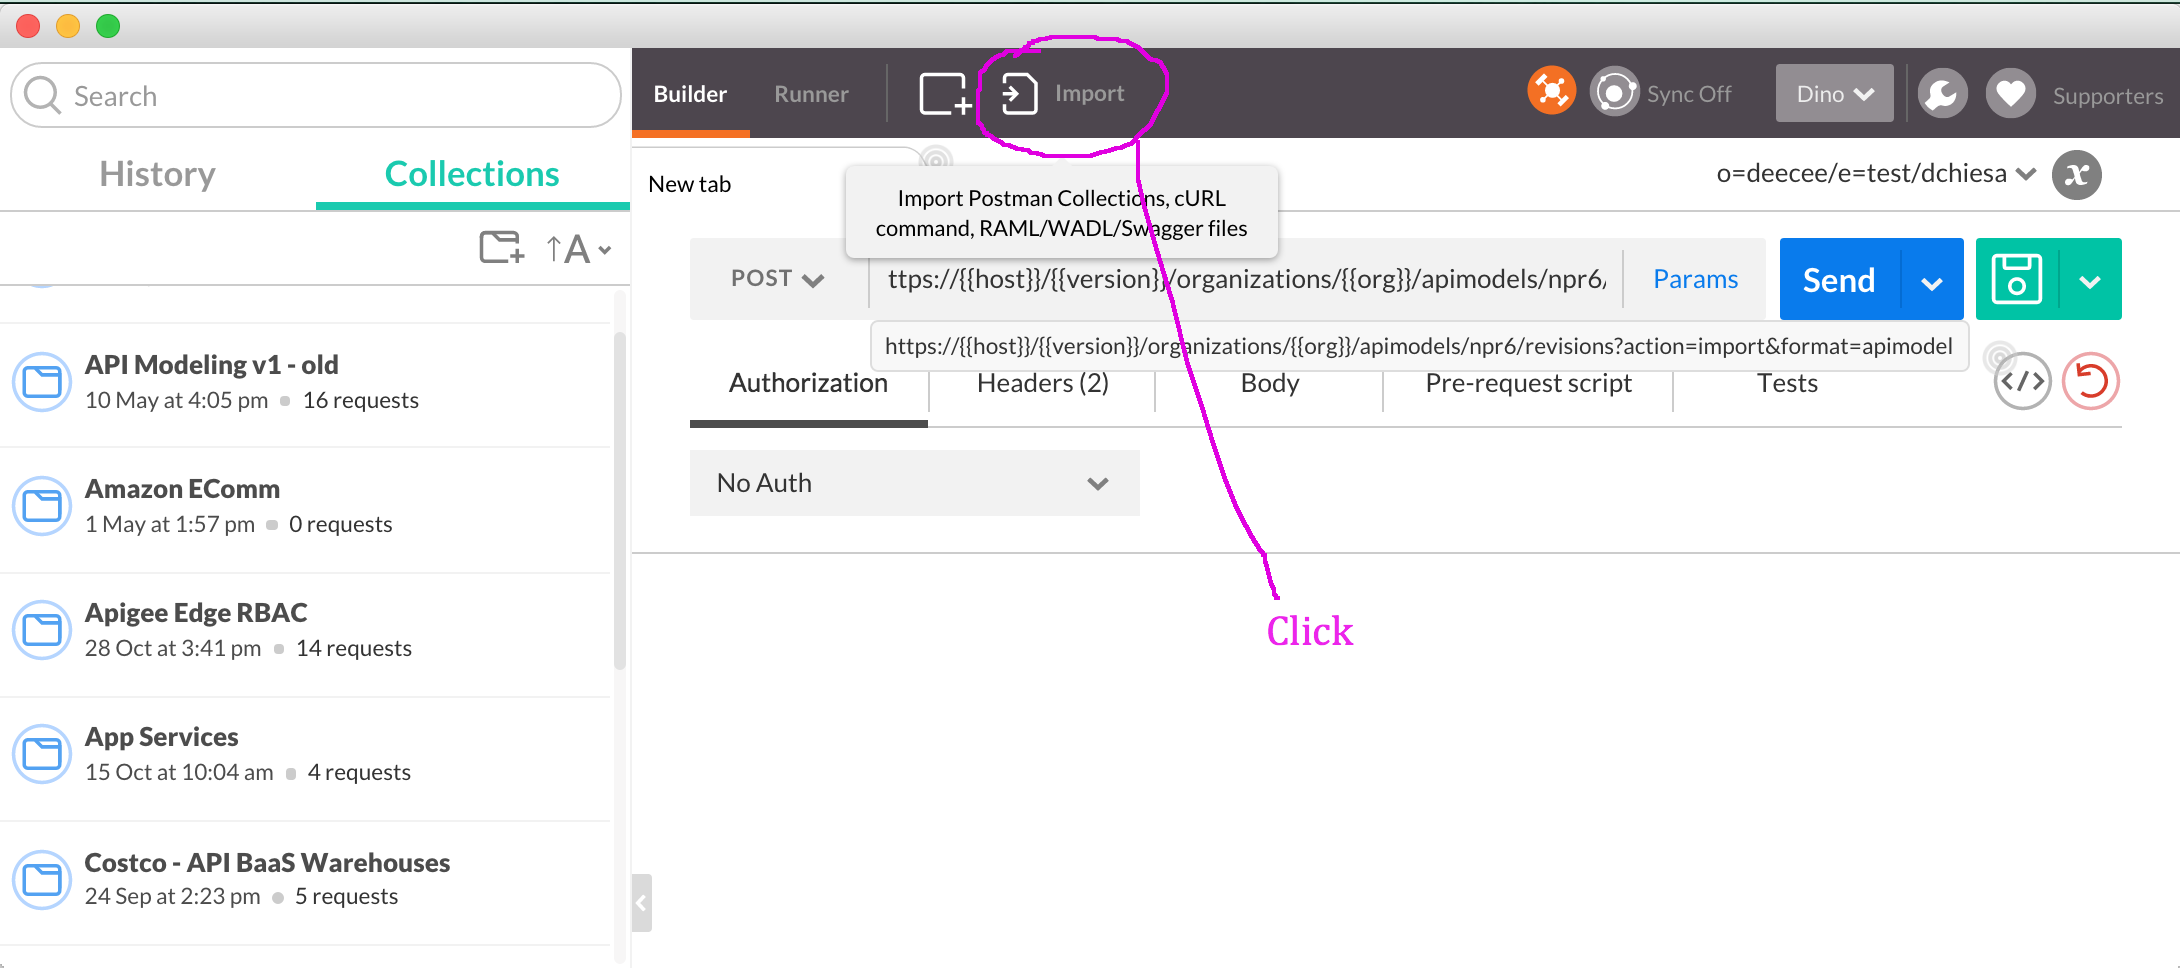 Search
Builder
Runner
Import
Sync Off
Dino
Supporters
History
Collections
New tab
Import Postman Collections, cURL
command, RAML/WADL/Swagger files
o=deecee/e=test/dchiesa
x
↑A
POST
ttps://{{host}}/{{version}}/organizations/{{org}}/apimodels/npr6/
Params
Send
https://{{host}}/{{version}}/organizations/{{org}}/apimodels/npr6/revisions?action=import&format=apimodel
Authorization
Headers (2)
Body
Pre-request script
Tests
</>
No Auth
API Modeling v1 - old
10 May at 4:05 pm 16 requests
Amazon EComm
1 May at 1:57 pm 0 requests
Apigee Edge RBAC
28 Oct at 3:41 pm 14 requests
App Services
15 Oct at 10:04 am 4 requests
Costco - API BaaS Warehouses
24 Sep at 2:23 pm 5 requests
Click